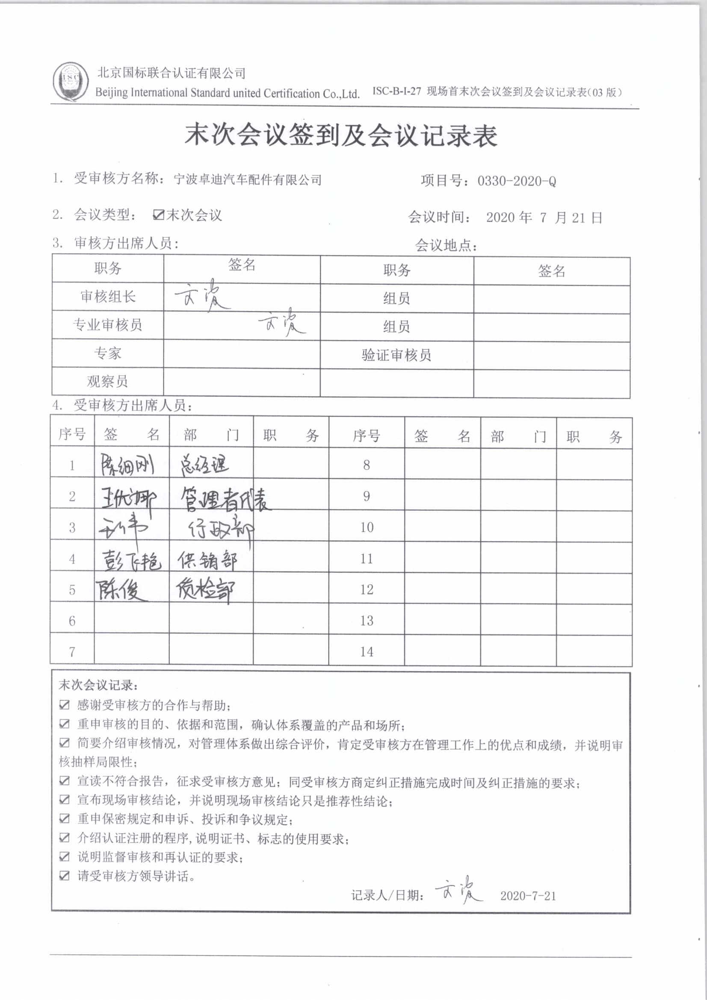 ISC
北京国标联合认证有限公司
Beijing International Standard united Certification Co.,Ltd. ISC-B-I-27 现场首末次会议签到及会议记录表(03 版)
末次会议签到及会议记录表
1. 受审核方名称：宁波卓迪汽车配件有限公司 项目号：0330-2020-Q
2. 会议类型： ☑末次会议 会议时间： 2020 年 7 月 21 日
3. 审核方出席人员： 会议地点：
职务 签名 职务 签名
审核组长 文波 组员
专业审核员 文波 组员
专家 验证审核员
观察员
4. 受审核方出席人员：
序号 签 名 部 门 职 务 序号 签 名 部 门 职 务
1 陈细刚 总经理 8
2 管理者代表 9
3 行政部 10
4 彭飞艳 供销部 11
5 陈俊 质检部 12
6 13
7 14
末次会议记录：
☑ 感谢受审核方的合作与帮助；
☑ 重申审核的目的、依据和范围，确认体系覆盖的产品和场所；
☑ 简要介绍审核情况，对管理体系做出综合评价，肯定受审核方在管理工作上的优点和成绩，并说明审
核抽样局限性；
☑ 宣读不符合报告，征求受审核方意见；同受审核方商定纠正措施完成时间及纠正措施的要求；
☑ 宣布现场审核结论，并说明现场审核结论只是推荐性结论；
☑ 重申保密规定和申诉、投诉和争议规定；
☑ 介绍认证注册的程序,说明证书、标志的使用要求；
☑ 说明监督审核和再认证的要求；
☑ 请受审核方领导讲话。
记录人/日期： 文波 2020-7-21